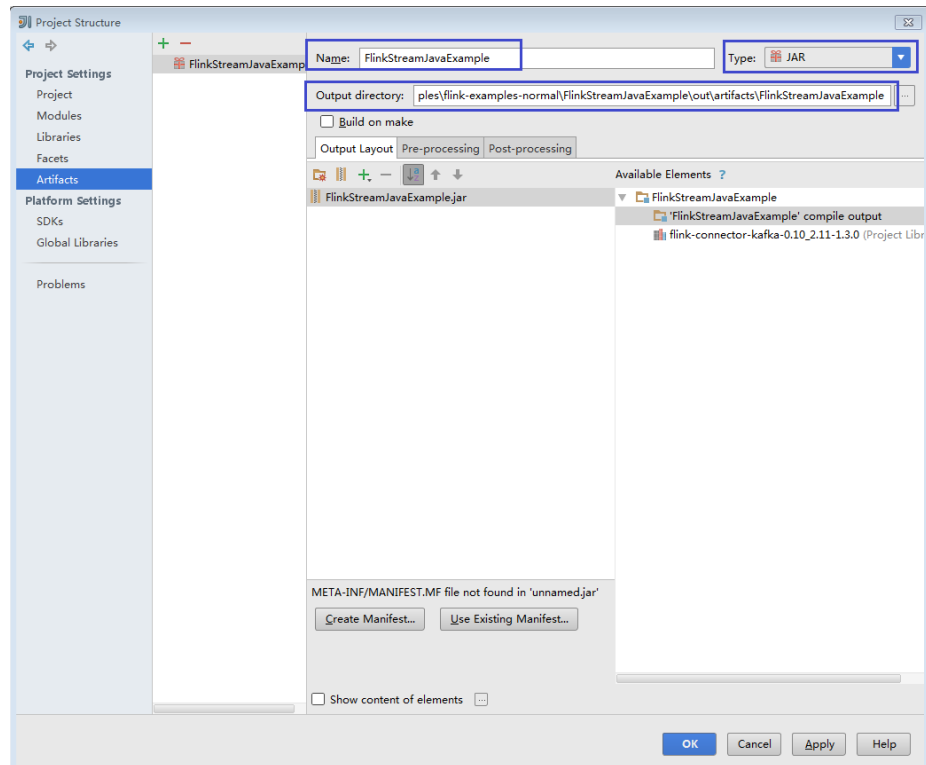 Project Structure
Project Settings
Project
Modules
Libraries
Facets
Artifacts
Platform Settings
SDKs
Global Libraries
Problems
FlinkStreamJavaExamp
Name: FlinkStreamJavaExample
Type: JAR
Output directory: ples\flink-examples-normal\FlinkStreamJavaExample\out\artifacts\FlinkStreamJavaExample ...
Build on make
Output Layout Pre-processing Post-processing
FlinkStreamJavaExample.jar
Available Elements ?
FlinkStreamJavaExample
'FlinkStreamJavaExample' compile output
flink-connector-kafka-0.10_2.11-1.3.0 (Project Libr
META-INF/MANIFEST.MF file not found in 'unnamed.jar'
Create Manifest... Use Existing Manifest...
Show content of elements ...
OK Cancel Apply Help